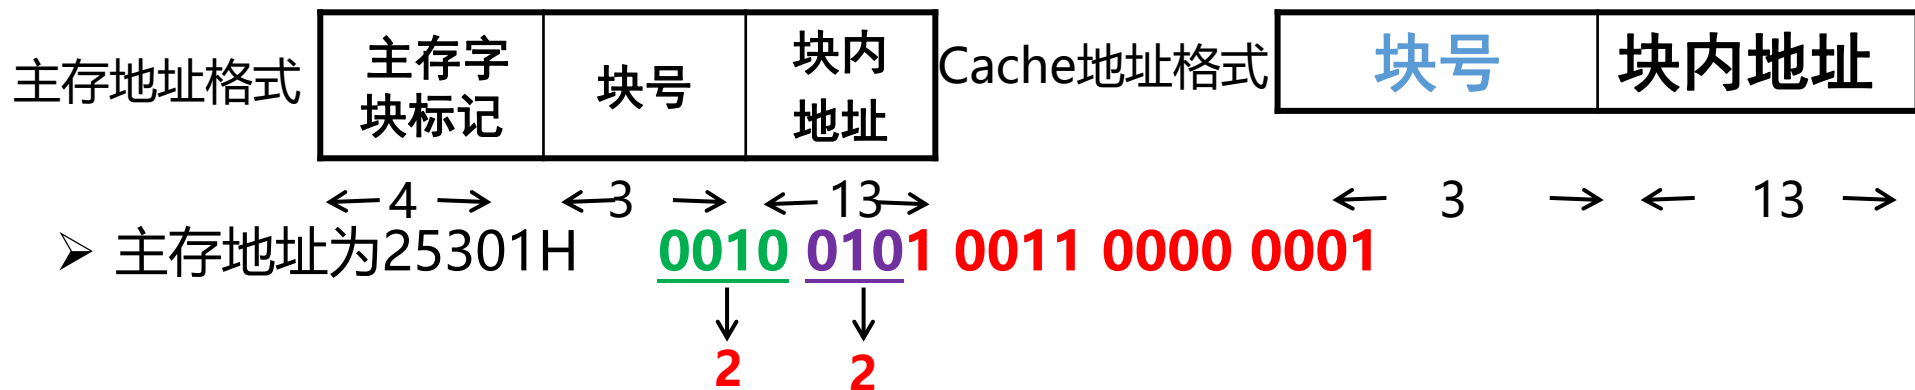 主存地址格式 主存字块标记 块号 块内地址 Cache地址格式 块号 块内地址
4 3 13 3 13
主存地址为25301H 0010 0101 0011 0000 0001
2 2